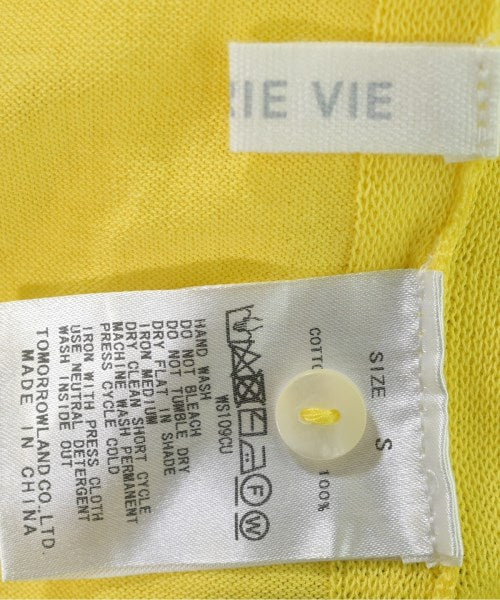 RIE VIE
SIZE S
COTTO 100%
WS109CU
HAND WASH
DO NOT BLEACH
DO NOT TUMBLE DRY
DRY FLAT IN SHADE
IRON MEDIUM
DRY CLEAN SHORT CYCLE
MACHINE WASH PERMANENT
PRESS CYCLE COLD
IRON WITH PRESS CLOTH
USE NEUTRAL DETERGENT
WASH INSIDE OUT
TOMORROWLAND CO.,LTD.
MADE IN CHINA